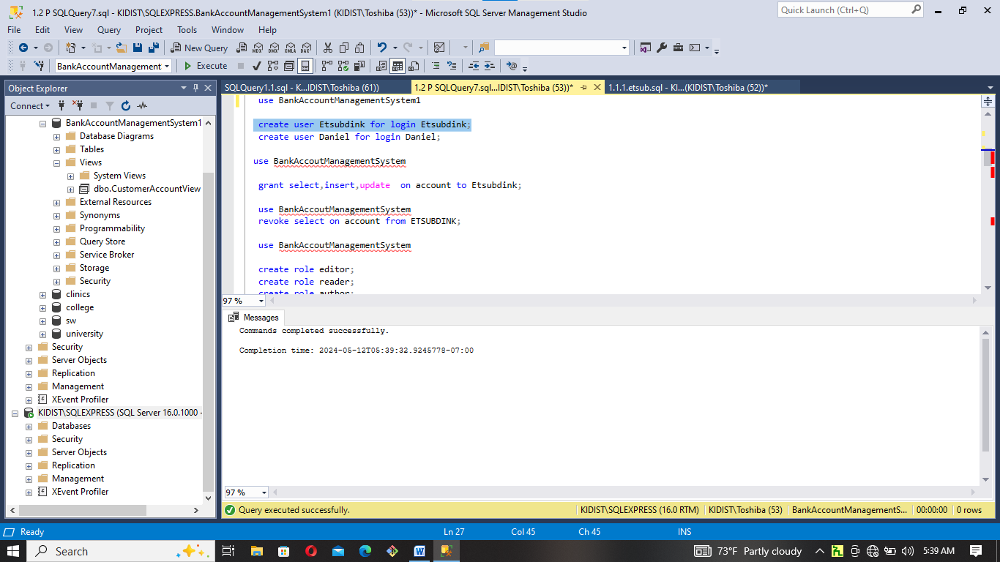 1.2 P SQLQuery7.sql - KIDIST\SQLEXPRESS.BankAccountManagementSystem1 (KIDIST\Toshiba (53))* - Microsoft SQL Server Management Studio
Quick Launch (Ctrl+Q)
File Edit View Query Project Tools Window Help
New Query MDX DMX XMLA DAX
BankAccountManagement Execute
Object Explorer
Connect
BankAccountManagementSystem1
Database Diagrams
Tables
Views
System Views
dbo.CustomerAccountView
External Resources
Synonyms
Programmability
Query Store
Service Broker
Storage
Security
clinics
college
sw
university
Security
Server Objects
Replication
Management
XEvent Profiler
KIDIST\SQLEXPRESS (SQL Server 16.0.1000 -
Databases
Security
Server Objects
Replication
Management
XEvent Profiler
SQLQuery1.1.sql - K...IDIST\Toshiba (61)) 1.2 P SQLQuery7.sql...IDIST\Toshiba (53))* 1.1.1.etsub.sql - KI...(KIDIST\Toshiba (52))*
use BankAccountManagementSystem1
create user Etsubdink for login Etsubdink;
create user Daniel for login Daniel;
use BankAccoutManagementSystem
grant select,insert,update on account to Etsubdink;
use BankAccoutManagementSystem
revoke select on account from ETSUBDINK;
use BankAccoutManagementSystem
create role editor;
create role reader;
create role author;
97 %
Messages
Commands completed successfully.
Completion time: 2024-05-12T05:39:32.9245778-07:00
97 %
Query executed successfully. KIDIST\SQLEXPRESS (16.0 RTM) KIDIST\Toshiba (53) BankAccountManagementS... 00:00:00 0 rows
Ready Ln 27 Col 45 Ch 45 INS
Search 73°F Partly cloudy 5:39 AM